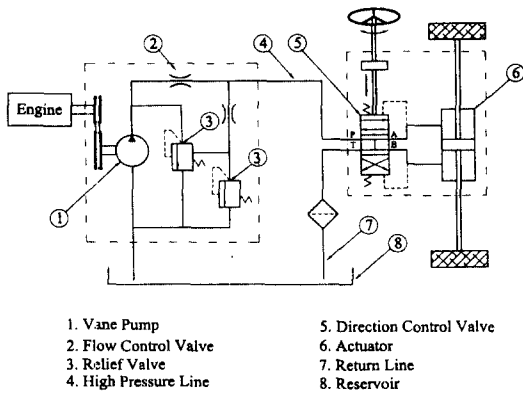 2
4
5
6
Engine
3
3
P
A
T
B
1
7
8
1. Vane Pump
2. Flow Control Valve
3. Relief Valve
4. High Pressure Line
5. Direction Control Valve
6. Actuator
7. Return Line
8. Reservoir